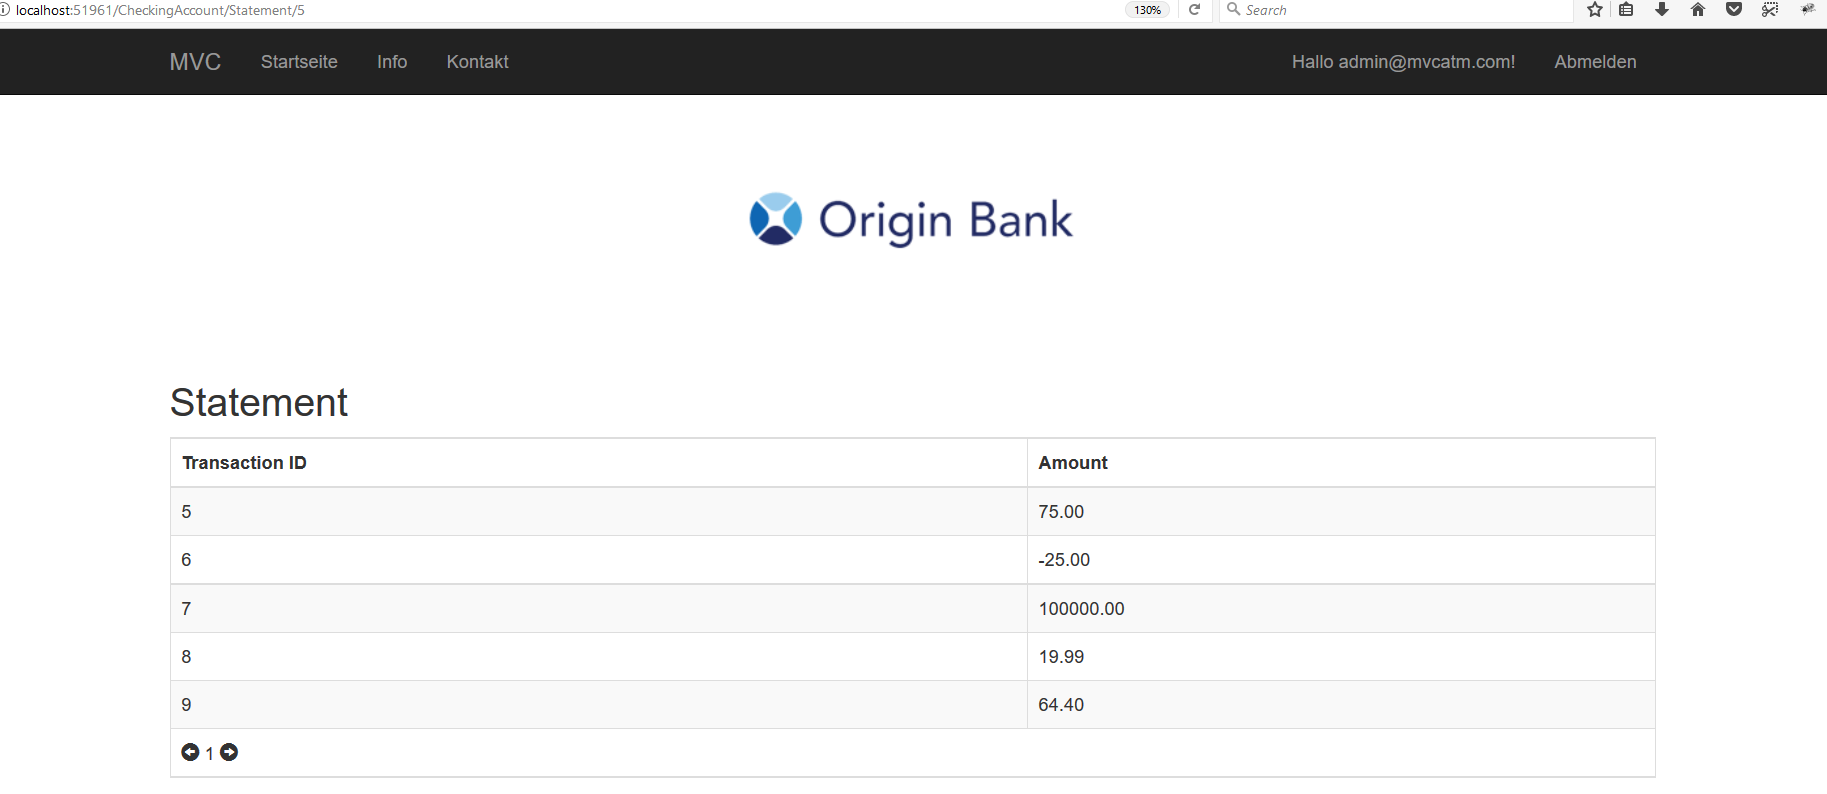 localhost:51961/CheckingAccount/Statement/5 130% Search
MVC Startseite Info Kontakt Hallo admin@mvcatm.com! Abmelden
Origin Bank
Statement
Transaction ID Amount
5 75.00
6 -25.00
7 100000.00
8 19.99
9 64.40
1